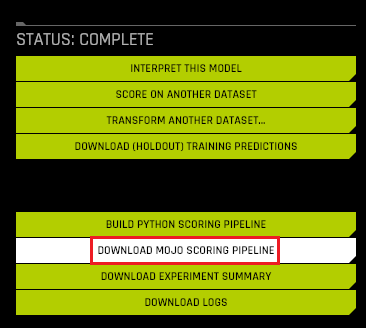 STATUS: COMPLETE
INTERPRET THIS MODEL
SCORE ON ANOTHER DATASET
TRANSFORM ANOTHER DATASET...
DOWNLOAD (HOLDOUT) TRAINING PREDICTIONS
BUILD PYTHON SCORING PIPELINE
DOWNLOAD MOJO SCORING PIPELINE
DOWNLOAD EXPERIMENT SUMMARY
DOWNLOAD LOGS